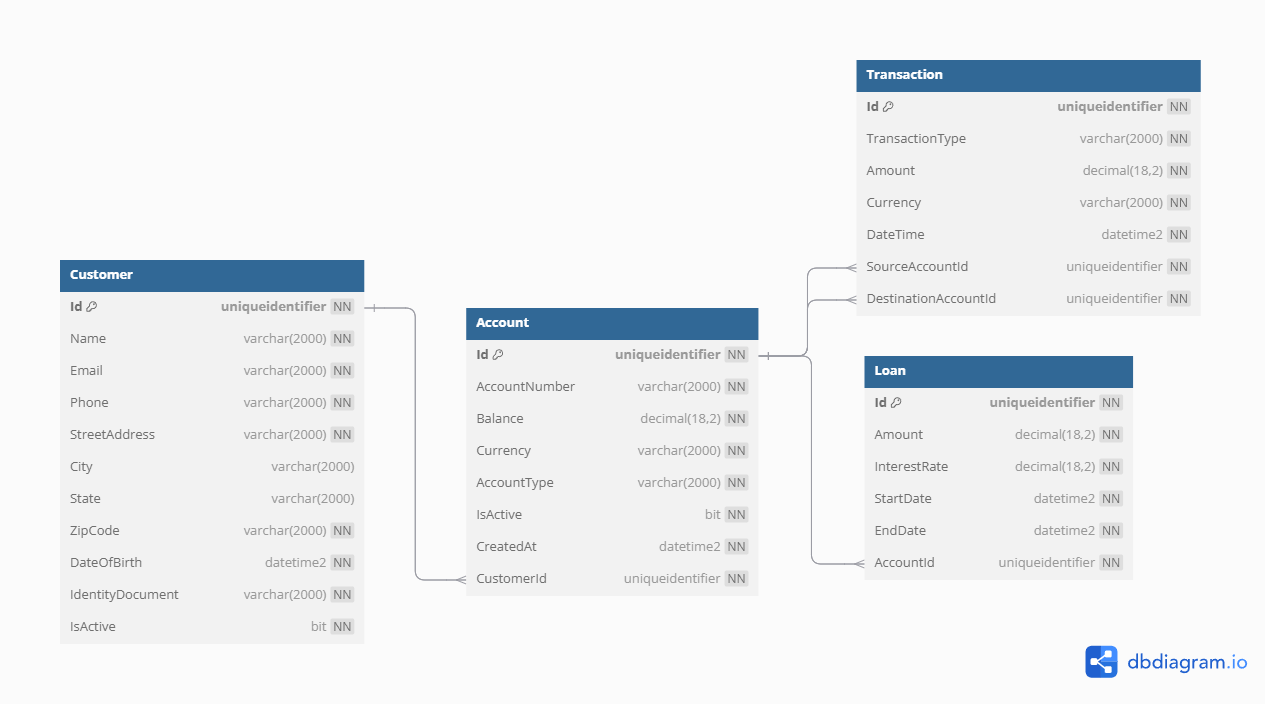 Customer
Id uniqueidentifier NN
Name varchar(2000) NN
Email varchar(2000) NN
Phone varchar(2000) NN
StreetAddress varchar(2000) NN
City varchar(2000)
State varchar(2000)
ZipCode varchar(2000) NN
DateOfBirth datetime2 NN
IdentityDocument varchar(2000) NN
IsActive bit NN
Account
Id uniqueidentifier NN
AccountNumber varchar(2000) NN
Balance decimal(18,2) NN
Currency varchar(2000) NN
AccountType varchar(2000) NN
IsActive bit NN
CreatedAt datetime2 NN
CustomerId uniqueidentifier NN
Transaction
Id uniqueidentifier NN
TransactionType varchar(2000) NN
Amount decimal(18,2) NN
Currency varchar(2000) NN
DateTime datetime2 NN
SourceAccountId uniqueidentifier NN
DestinationAccountId uniqueidentifier NN
Loan
Id uniqueidentifier NN
Amount decimal(18,2) NN
InterestRate decimal(18,2) NN
StartDate datetime2 NN
EndDate datetime2 NN
AccountId uniqueidentifier NN
dbdiagram.io